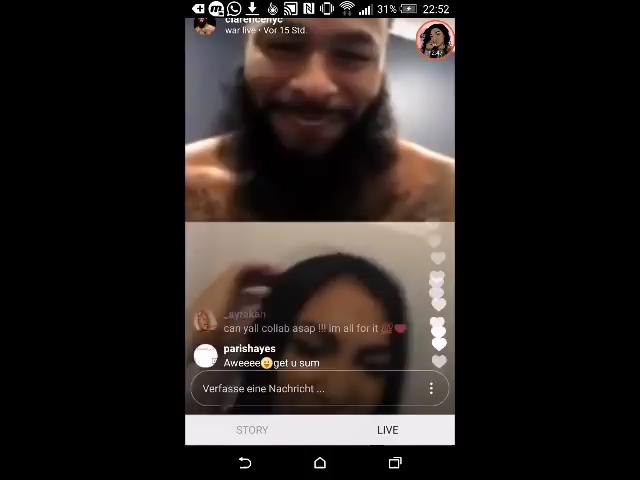 31% 22:52
clarencenyc
war live • Vor 15 Std.
_syrakah
can yall collab asap !!! im all for it 💯❤
parishayes
Aweeee😛get u sum
Verfasse eine Nachricht ...
STORY LIVE